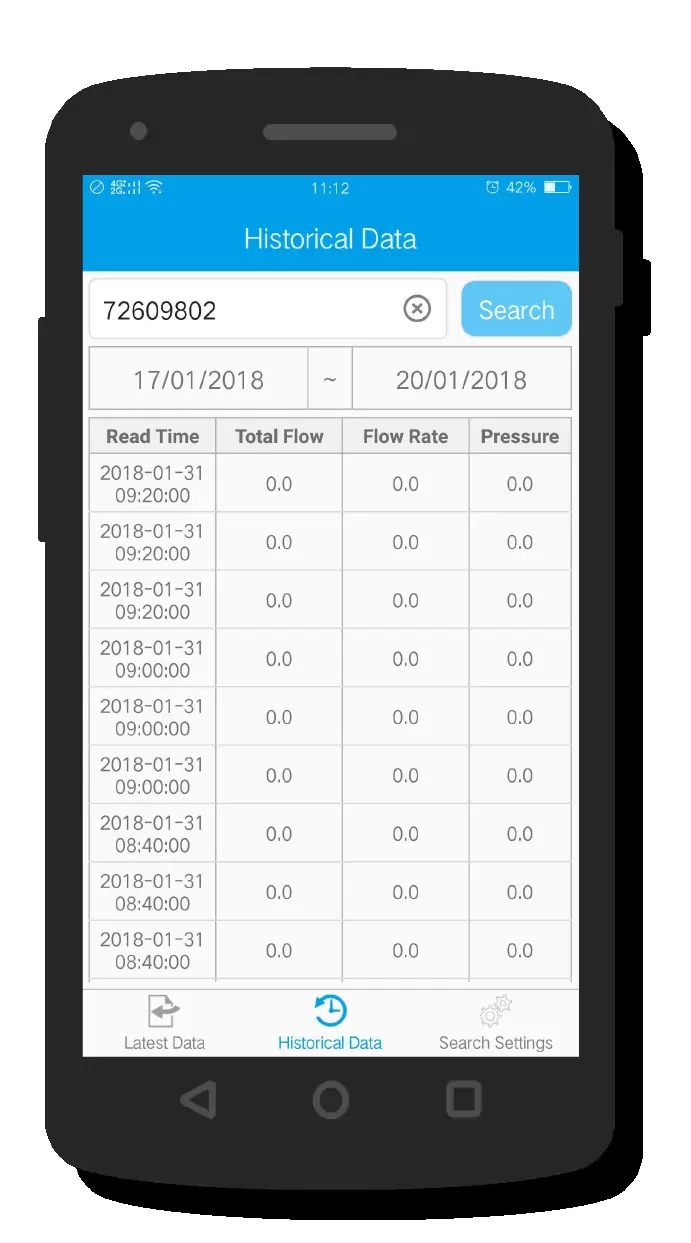 4G+ 2G 11:12 42%
Historical Data
72609802 Search
17/01/2018 ~ 20/01/2018
Read Time Total Flow Flow Rate Pressure
2018-01-31
09:20:00 0.0 0.0 0.0
2018-01-31
09:20:00 0.0 0.0 0.0
2018-01-31
09:20:00 0.0 0.0 0.0
2018-01-31
09:00:00 0.0 0.0 0.0
2018-01-31
09:00:00 0.0 0.0 0.0
2018-01-31
09:00:00 0.0 0.0 0.0
2018-01-31
08:40:00 0.0 0.0 0.0
2018-01-31
08:40:00 0.0 0.0 0.0
2018-01-31
08:40:00 0.0 0.0 0.0
Latest Data Historical Data Search Settings